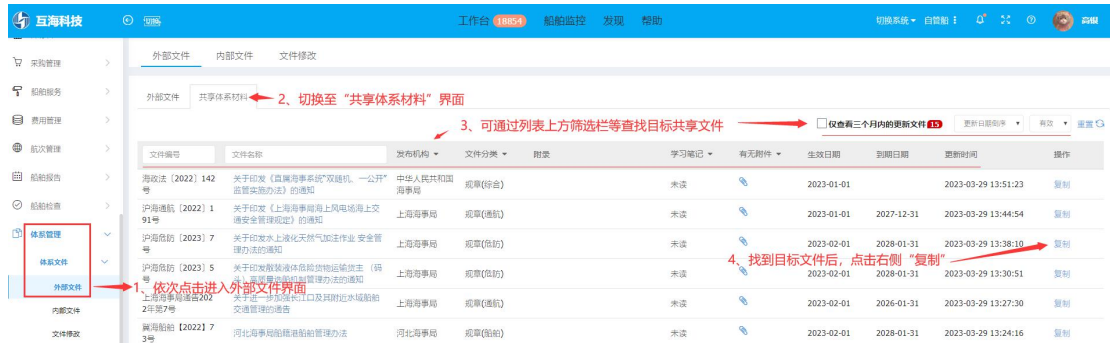 互海科技
切换
工作台 18854 船舶监控 发现 帮助
切换系统 自管船
高银
采购管理
船舶服务
费用管理
航次管理
船舶报告
船舶检查
体系管理
体系文件
外部文件
内部文件
文件修改
外部文件 内部文件 文件修改
外部文件 共享体系材料
2、切换至“共享体系材料”界面
3、可通过列表上方筛选栏等查找目标共享文件
仅查看三个月内的更新文件 15 更新日期倒序 有效 重置
文件编号 文件名称 发布机构 文件分类 附录 学习笔记 有无附件 生效日期 到期日期 更新时间 操作
海政法〔2022〕142 关于印发《直属海事系统“双随机、一公开” 中华人民共和国
号 监管实施办法》的通知 海事局 规章(综合) 未读 2023-01-01 2023-03-29 13:51:23 复制
沪海通航〔2022〕1 关于印发《上海海事局海上风电场海上交
91号 通安全管理规定》的通知 上海海事局 规章(通航) 未读 2023-01-01 2027-12-31 2023-03-29 13:44:54 复制
沪海危防〔2023〕7 关于印发水上液化天然气加注作业 安全管
号 理办法的通知 上海海事局 规章(危防) 未读 2023-02-01 2028-01-31 2023-03-29 13:38:10 复制
4、找到目标文件后，点击右侧“复制”
沪海危防〔2023〕5 关于印发散装液体危险货物运输货主 （码
号 头）高质量选船机制管理办法的通知 上海海事局 规章(危防) 未读 2023-02-01 2028-01-31 2023-03-29 13:30:51 复制
1、依次点击进入外部文件界面
上海海事局通告202 关于进一步加强长江口及其附近水域船舶
2年第7号 交通管理的通告 上海海事局 规章(通航) 未读 2023-02-01 2026-01-31 2023-03-29 13:27:30 复制
冀海船舶【2022】7
3号 河北海事局船籍港船舶管理办法 河北海事局 规章(船舶) 未读 2023-02-01 2028-01-31 2023-03-29 13:24:16 复制